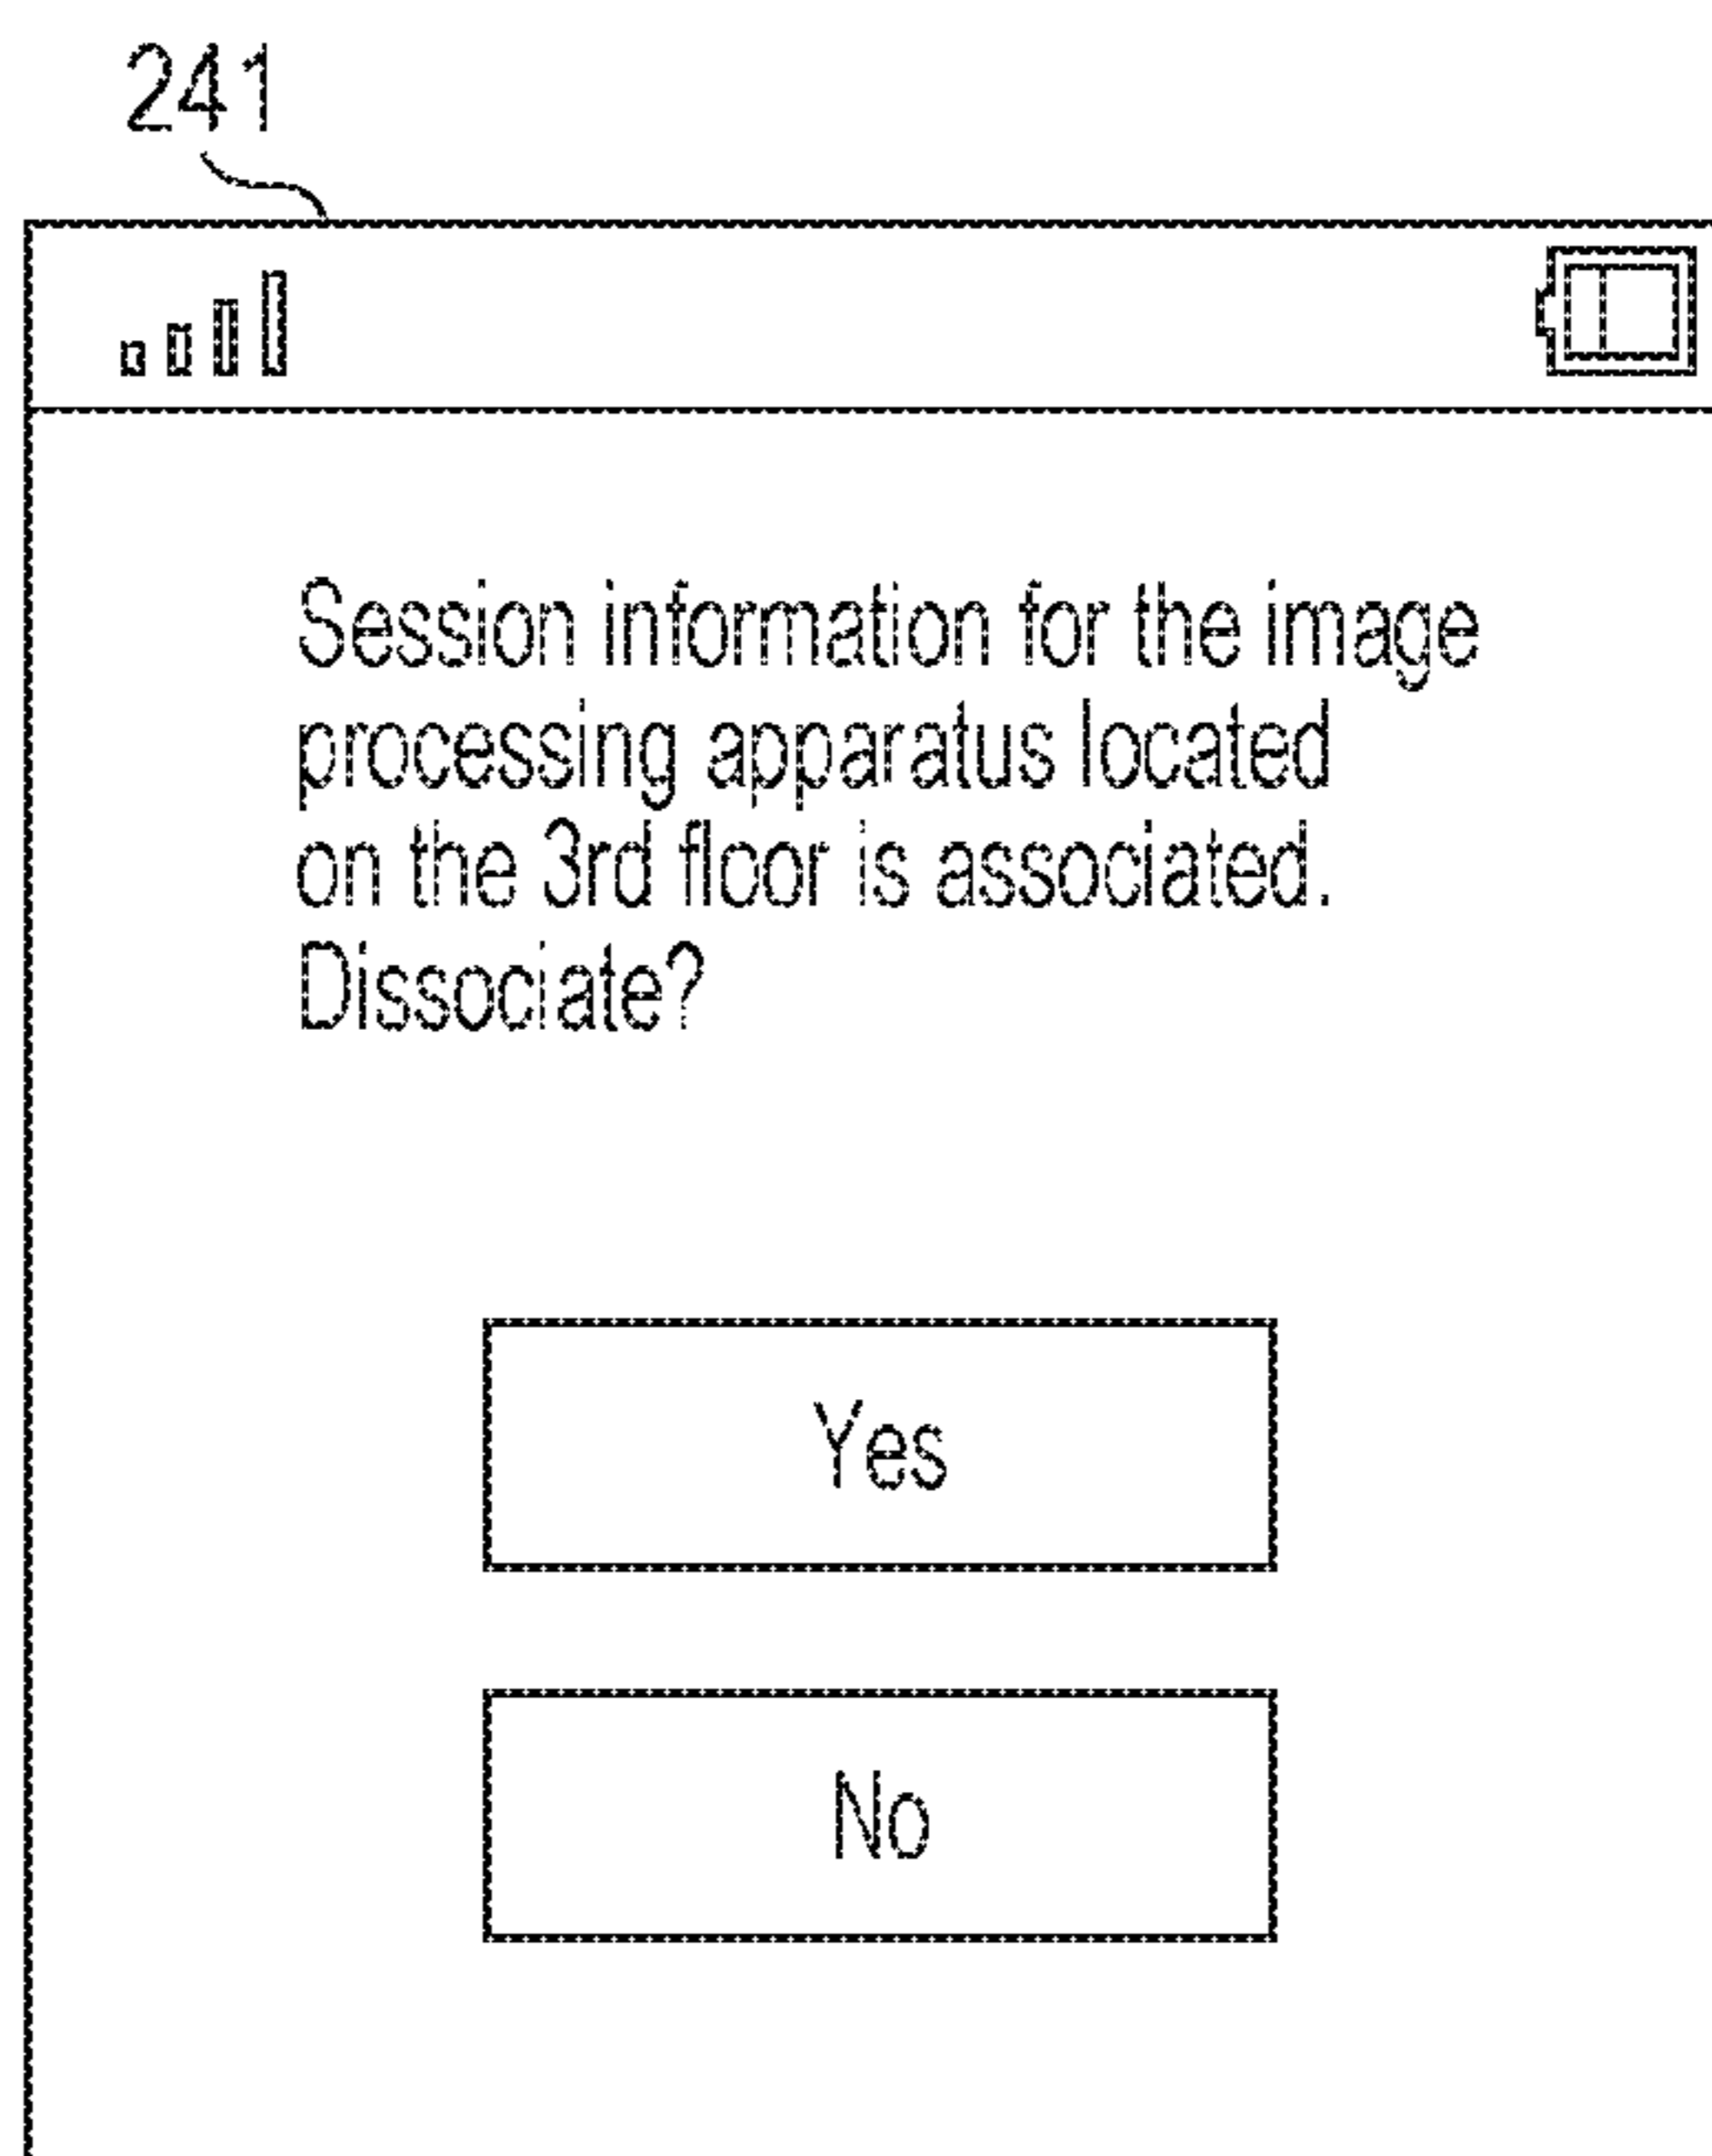 241
Session information for the image
processing apparatus located
on the 3rd floor is associated.
Dissociate?
Yes
No